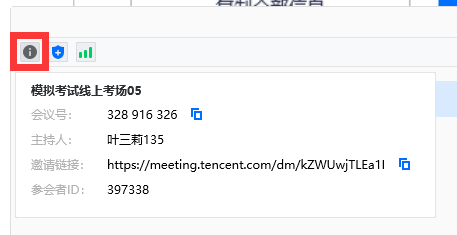 模拟考试线上考场05
会议号： 328 916 326
主持人： 叶三莉135
邀请链接： https://meeting.tencent.com/dm/kZWUwjTLEa1I
参会者ID： 397338